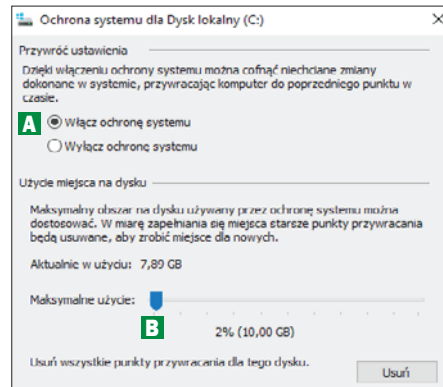 Ochrona systemu dla Dysk lokalny (C:)
Przywróć ustawienia
Dzięki włączeniu ochrony systemu można cofnąć niechciane zmiany
dokonane w systemie, przywracając komputer do poprzedniego punktu w
czasie.
A Włącz ochronę systemu
Wyłącz ochronę systemu
Użycie miejsca na dysku
Maksymalny obszar na dysku używany przez ochronę systemu można
dostosować. W miarę zapełniania się miejsca starsze punkty przywracania
będą usuwane, aby zrobić miejsce dla nowych.
Aktualnie w użyciu: 7,89 GB
Maksymalne użycie:
B
2% (10,00 GB)
Usuń wszystkie punkty przywracania dla tego dysku.
Usuń